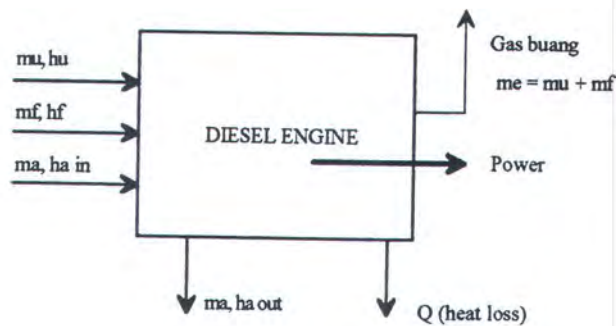 mu, hu
mf, hf
ma, ha in
DIESEL ENGINE
Gas buang
me = mu + mf
Power
ma, ha out
Q (heat loss)